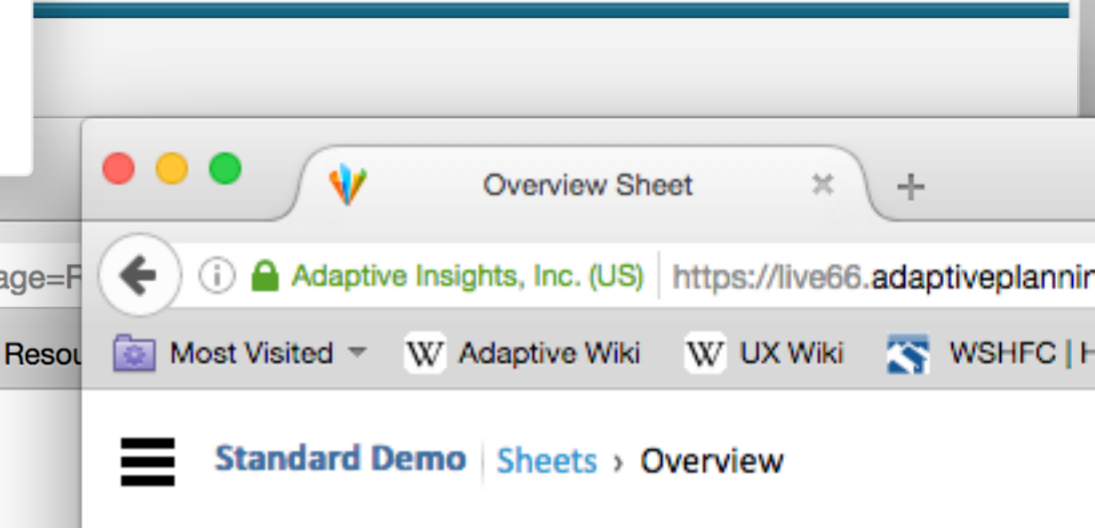 Overview Sheet
age=R
Adaptive Insights, Inc. (US) https://live66.adaptiveplannin
Resou
Most Visited W Adaptive Wiki W UX Wiki WSHFC | H
Standard Demo Sheets › Overview